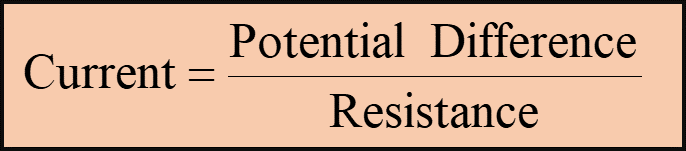 Potential Difference
Current =
Resistance